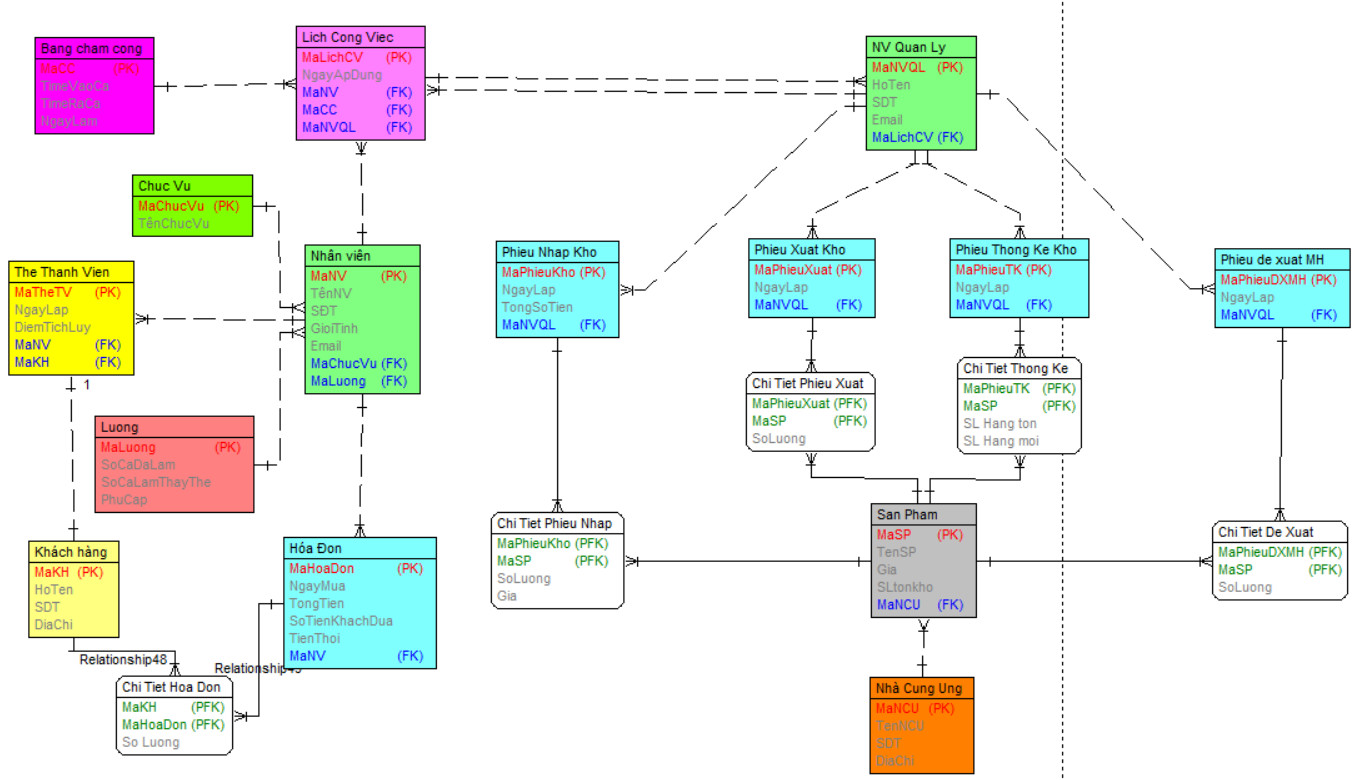 Bang cham cong
MaCC (PK)
TimeVaoCa
TimeRaCa
NgayLam
Lich Cong Viec
MaLichCV (PK)
NgayApDung
MaNV (FK)
MaCC (FK)
MaNVQL (FK)
NV Quan Ly
MaNVQL (PK)
HoTen
SDT
Email
MaLichCV (FK)
Chuc Vu
MaChucVu (PK)
TênChucVu
The Thanh Vien
MaTheTV (PK)
NgayLap
DiemTichLuy
MaNV (FK)
MaKH (FK)
1
Nhân viên
MaNV (PK)
TênNV
SĐT
GioiTinh
Email
MaChucVu (FK)
MaLuong (FK)
Phieu Nhap Kho
MaPhieuKho (PK)
NgayLap
TongSoTien
MaNVQL (FK)
Phieu Xuat Kho
MaPhieuXuat (PK)
NgayLap
MaNVQL (FK)
Phieu Thong Ke Kho
MaPhieuTK (PK)
NgayLap
MaNVQL (FK)
Phieu de xuat MH
MaPhieuDXMH (PK)
NgayLap
MaNVQL (FK)
Luong
MaLuong (PK)
SoCaDaLam
SoCaLamThayThe
PhuCap
Chi Tiet Phieu Xuat
MaPhieuXuat (PFK)
MaSP (PFK)
SoLuong
Chi Tiet Thong Ke
MaPhieuTK (PFK)
MaSP (PFK)
SL Hang ton
SL Hang moi
Khách hàng
MaKH (PK)
HoTen
SDT
DiaChi
Hóa Đon
MaHoaDon (PK)
NgayMua
TongTien
SoTienKhachDua
TienThoi
MaNV (FK)
Chi Tiet Phieu Nhap
MaPhieuKho (PFK)
MaSP (PFK)
SoLuong
Gia
San Pham
MaSP (PK)
TenSP
Gia
SLtonkho
MaNCU (FK)
Chi Tiet De Xuat
MaPhieuDXMH (PFK)
MaSP (PFK)
SoLuong
Relationship48
Chi Tiet Hoa Don
MaKH (PFK)
MaHoaDon (PFK)
So Luong
Nhà Cung Ung
MaNCU (PK)
TenNCU
SDT
DiaChi